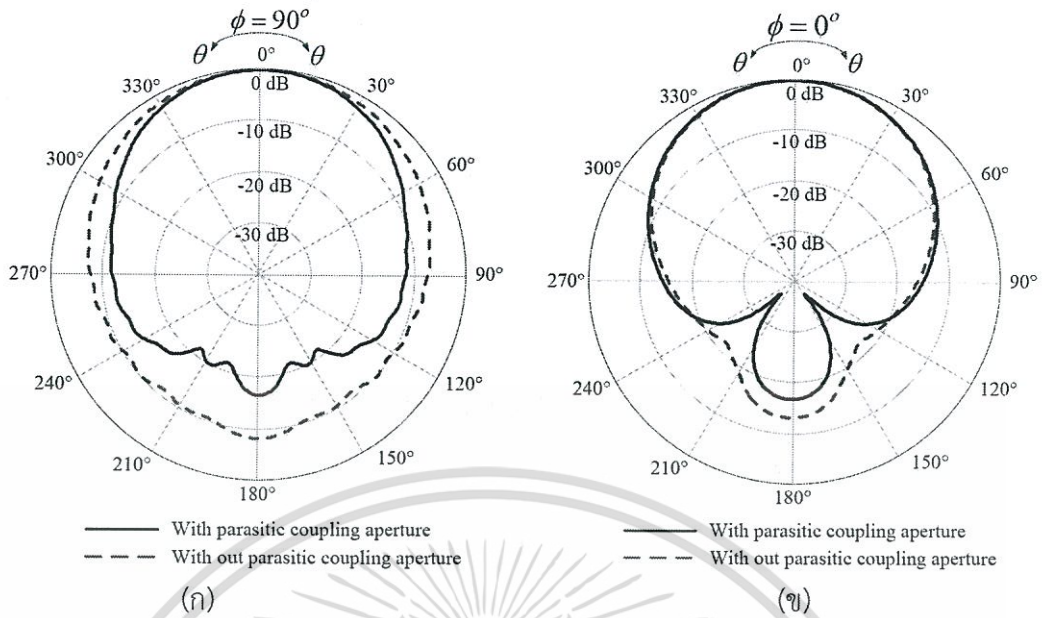 ϕ = 90°
θ θ
0°
330° 30°
0 dB
-10 dB
300° 60°
-20 dB
-30 dB
270° 90°
240° 120°
210° 150°
180°
With parasitic coupling aperture
With out parasitic coupling aperture
(ก)
ϕ = 0°
θ θ
0°
330° 30°
0 dB
-10 dB
300° 60°
-20 dB
-30 dB
270° 90°
240° 120°
210° 150°
180°
With parasitic coupling aperture
With out parasitic coupling aperture
(ข)